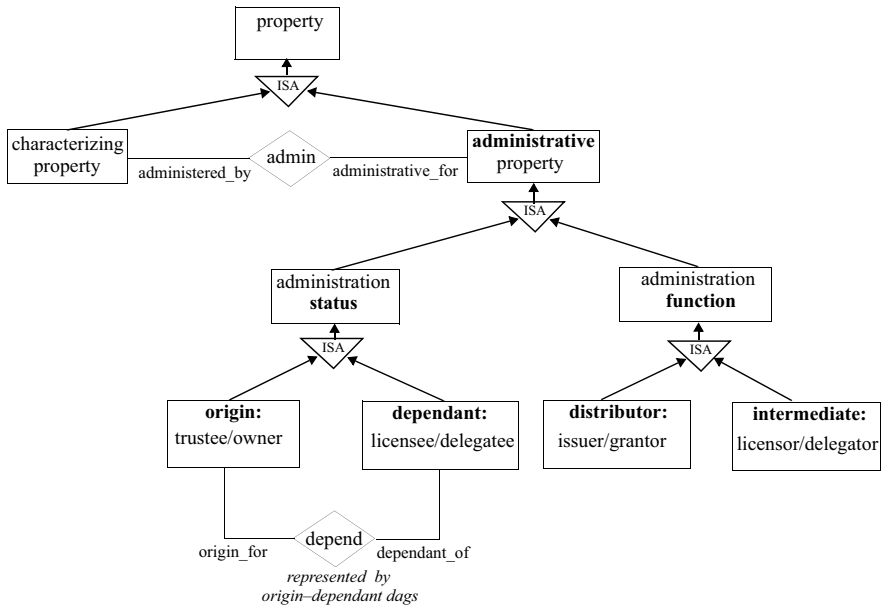 property
ISA
characterizing
property
administered_by
admin
administrative_for
administrative
property
ISA
administration
status
administration
function
ISA
ISA
origin:
trustee/owner
dependant:
licensee/delegatee
distributor:
issuer/grantor
intermediate:
licensor/delegator
origin_for
depend
dependant_of
represented by
origin–dependant dags